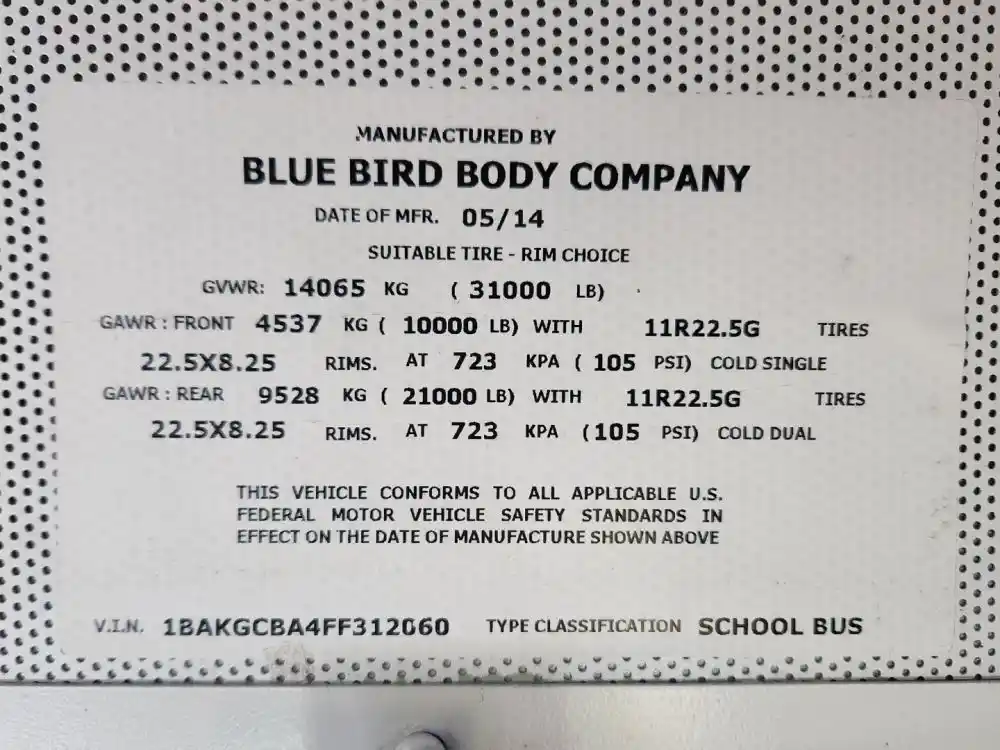 MANUFACTURED BY
BLUE BIRD BODY COMPANY
DATE OF MFR. 05/14
SUITABLE TIRE - RIM CHOICE
GVWR: 14065 KG ( 31000 LB)
GAWR : FRONT 4537 KG ( 10000 LB) WITH 11R22.5G TIRES
22.5X8.25 RIMS. AT 723 KPA ( 105 PSI) COLD SINGLE
GAWR : REAR 9528 KG ( 21000 LB) WITH 11R22.5G TIRES
22.5X8.25 RIMS. AT 723 KPA (105 PSI) COLD DUAL
THIS VEHICLE CONFORMS TO ALL APPLICABLE U.S.
FEDERAL MOTOR VEHICLE SAFETY STANDARDS IN
EFFECT ON THE DATE OF MANUFACTURE SHOWN ABOVE
V.I.N. 1BAKGCBA4FF312060 TYPE CLASSIFICATION SCHOOL BUS